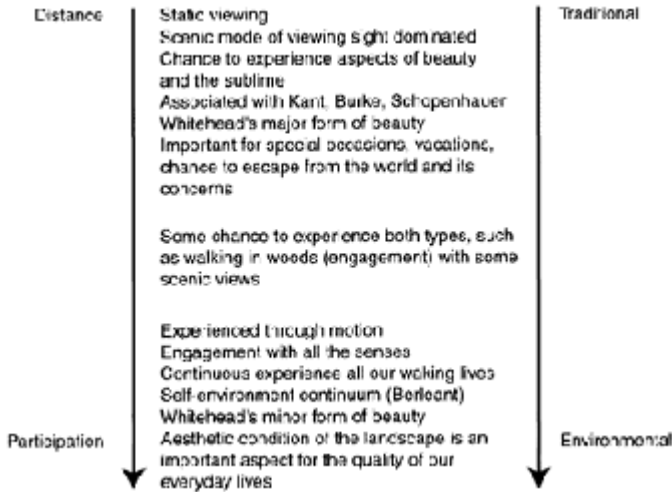 Distance
Static viewing
Traditional
Scenic mode of viewing sight dominated
Chance to experience aspects of beauty
and the sublime
Associated with Kant, Burke, Schopenhauer
Whitehead's major form of beauty
Important for special occasions, vacations,
chance to escape from the world and its
concerns
Some chance to experience both types, such
as walking in woods (engagement) with some
scenic views
Experienced through motion
Engagement with all the senses
Continuous experience all our waking lives
Self-environment continuum (Berleant)
Whitehead's minor form of beauty
Participation
Aesthetic condition of the landscape is an
Environmental
important aspect for the quality of our
everyday lives